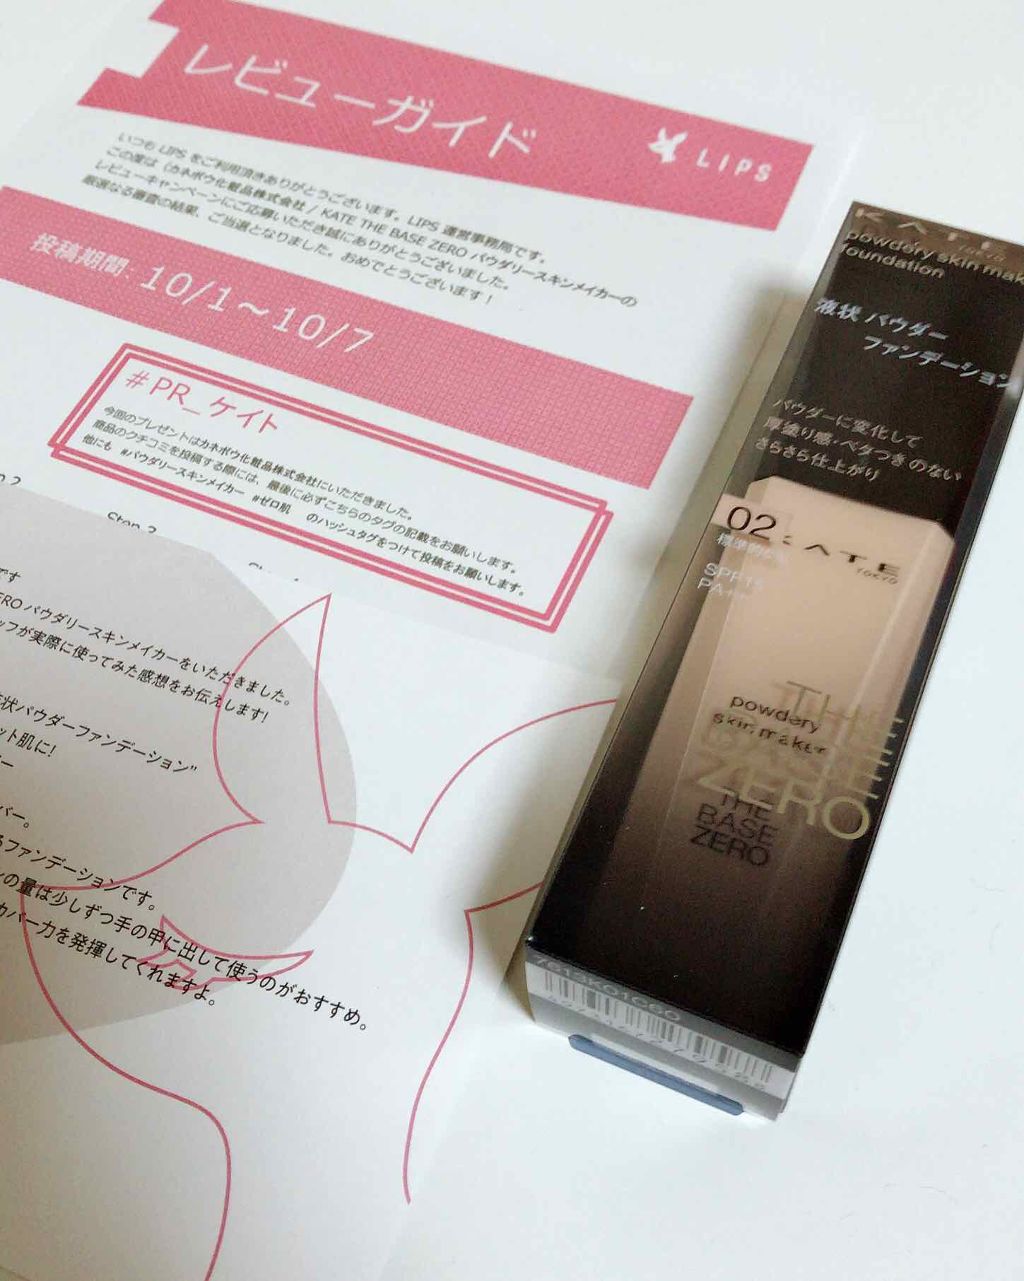 レビューガイド
LIPS
いつも LIPS をご利用頂きありがとうございます。LIPS 運営事務局です。
この度は（カネボウ化粧品株式会社 / KATE THE BASE ZERO パウダリースキンメイカーの
レビューキャンペーンにご応募いただき誠にありがとうございました。
厳選なる審査の結果、ご当選となりました。おめでとうございます！
投稿期間：10/1～10/7
#PR_ケイト
今回のプレゼントはカネボウ化粧品株式会社にいただきました。
商品のクチコミを投稿する際には、最後に必ずこちらのタグの記載をお願いします。
他にも #パウダリースキンメイカー #ゼロ肌 のハッシュタグをつけて投稿をお願いします。
Step 3
です
ERO パウダリースキンメイカーをいただきました。
ッフが実際に使ってみた感想をお伝えします!
状パウダーファンデーション"
ット肌に!
ー
バー。
るファンデーションです。
ンの量は少しずつ手の甲に出して使うのがおすすめ。
カバー力を発揮してくれますよ。
KATE
TOKYO
powdery skin mak
foundation
液状パウダー
ファンデーション
パウダーに変化して
厚塗り感・ベタつきのない
さらさら仕上がり
02
KATE
TOKYO
SPF
PA
powdery
skin maker
THE
BASE
ZERO
THE
BASE
ZERO